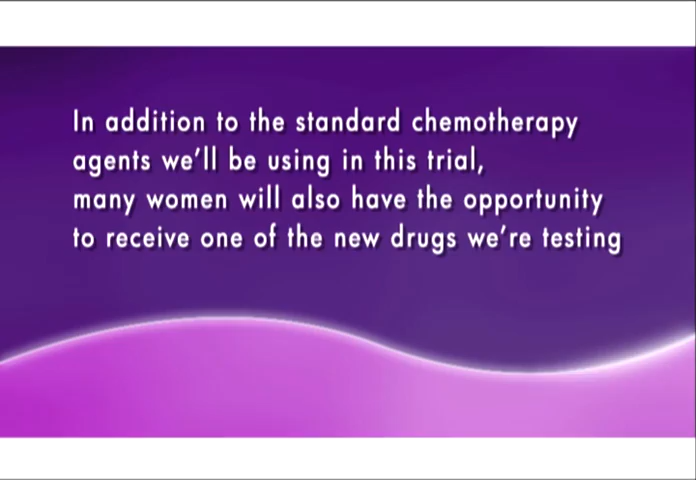 In addition to the standard chemotherapy
agents we’ll be using in this trial,
many women will also have the opportunity
to receive one of the new drugs we’re testing